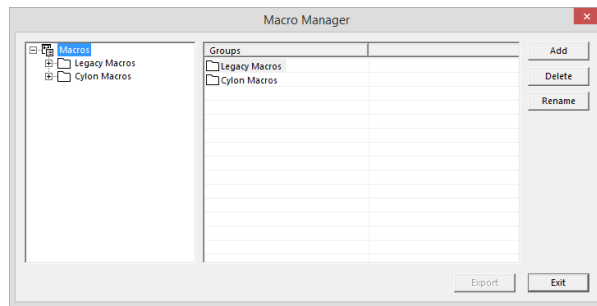 Macro Manager
Macros
Legacy Macros
Cylon Macros
Groups
Legacy Macros
Cylon Macros
Add
Delete
Rename
Export
Exit